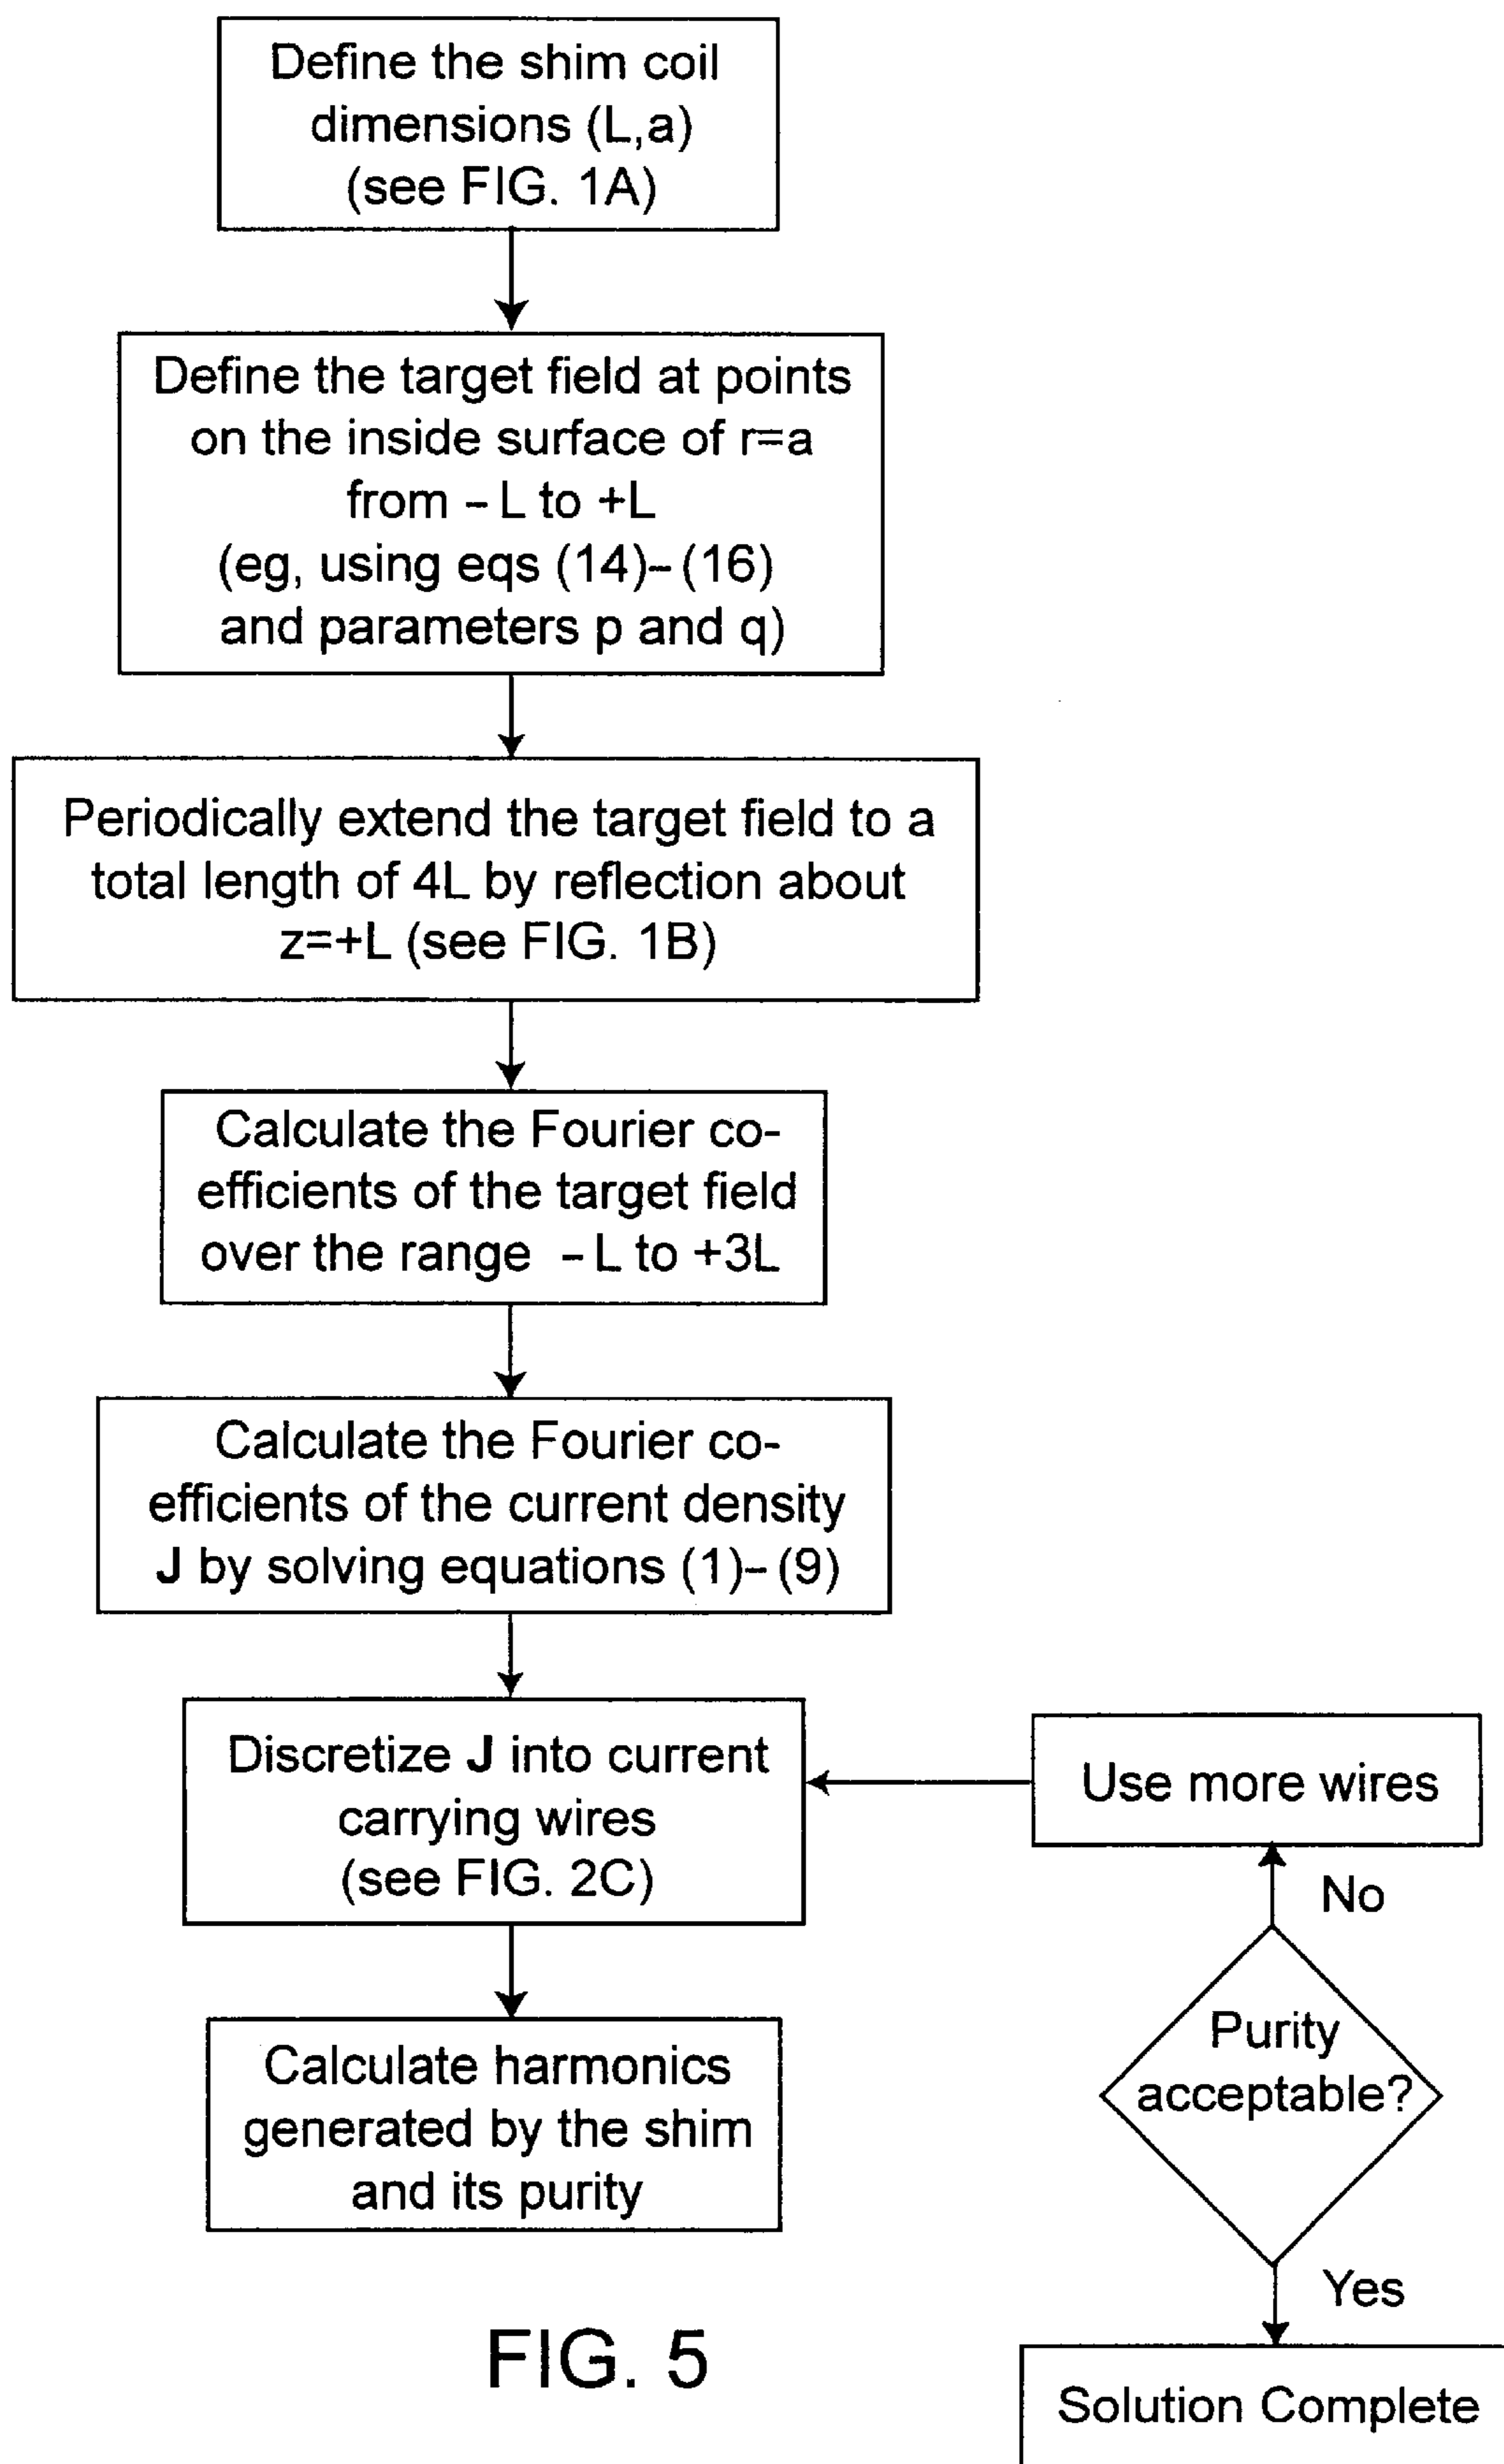 Define the shim coil
dimensions (L,a)
(see FIG. 1A)
Define the target field at points
on the inside surface of r=a
from – L to +L
(eg, using eqs (14)– (16)
and parameters p and q)
Periodically extend the target field to a
total length of 4L by reflection about
z=+L (see FIG. 1B)
Calculate the Fourier co-
efficients of the target field
over the range – L to +3L
Calculate the Fourier co-
efficients of the current density
J by solving equations (1)– (9)
Discretize J into current
carrying wires
(see FIG. 2C)
Use more wires
No
Calculate harmonics
generated by the shim
and its purity
Purity
acceptable?
Yes
Solution Complete
FIG. 5